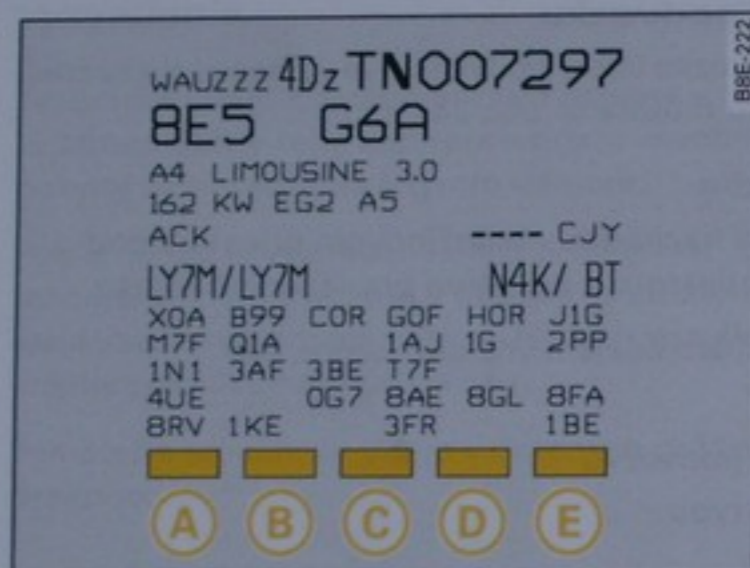 B8E-222
WAUZZZ 4Dz TN007297
8E5 G6A
A4 LIMOUSINE 3.0
162 KW EG2 A5
ACK ---- CJY
LY7M/LY7M N4K/ BT
X0A B99 COR GOF HOR J1G
M7F Q1A 1AJ 1G 2PP
1N1 3AF 3BE T7F
4UE 0G7 8AE 8GL 8FA
8RV 1KE 3FR 1BE
A B C D E